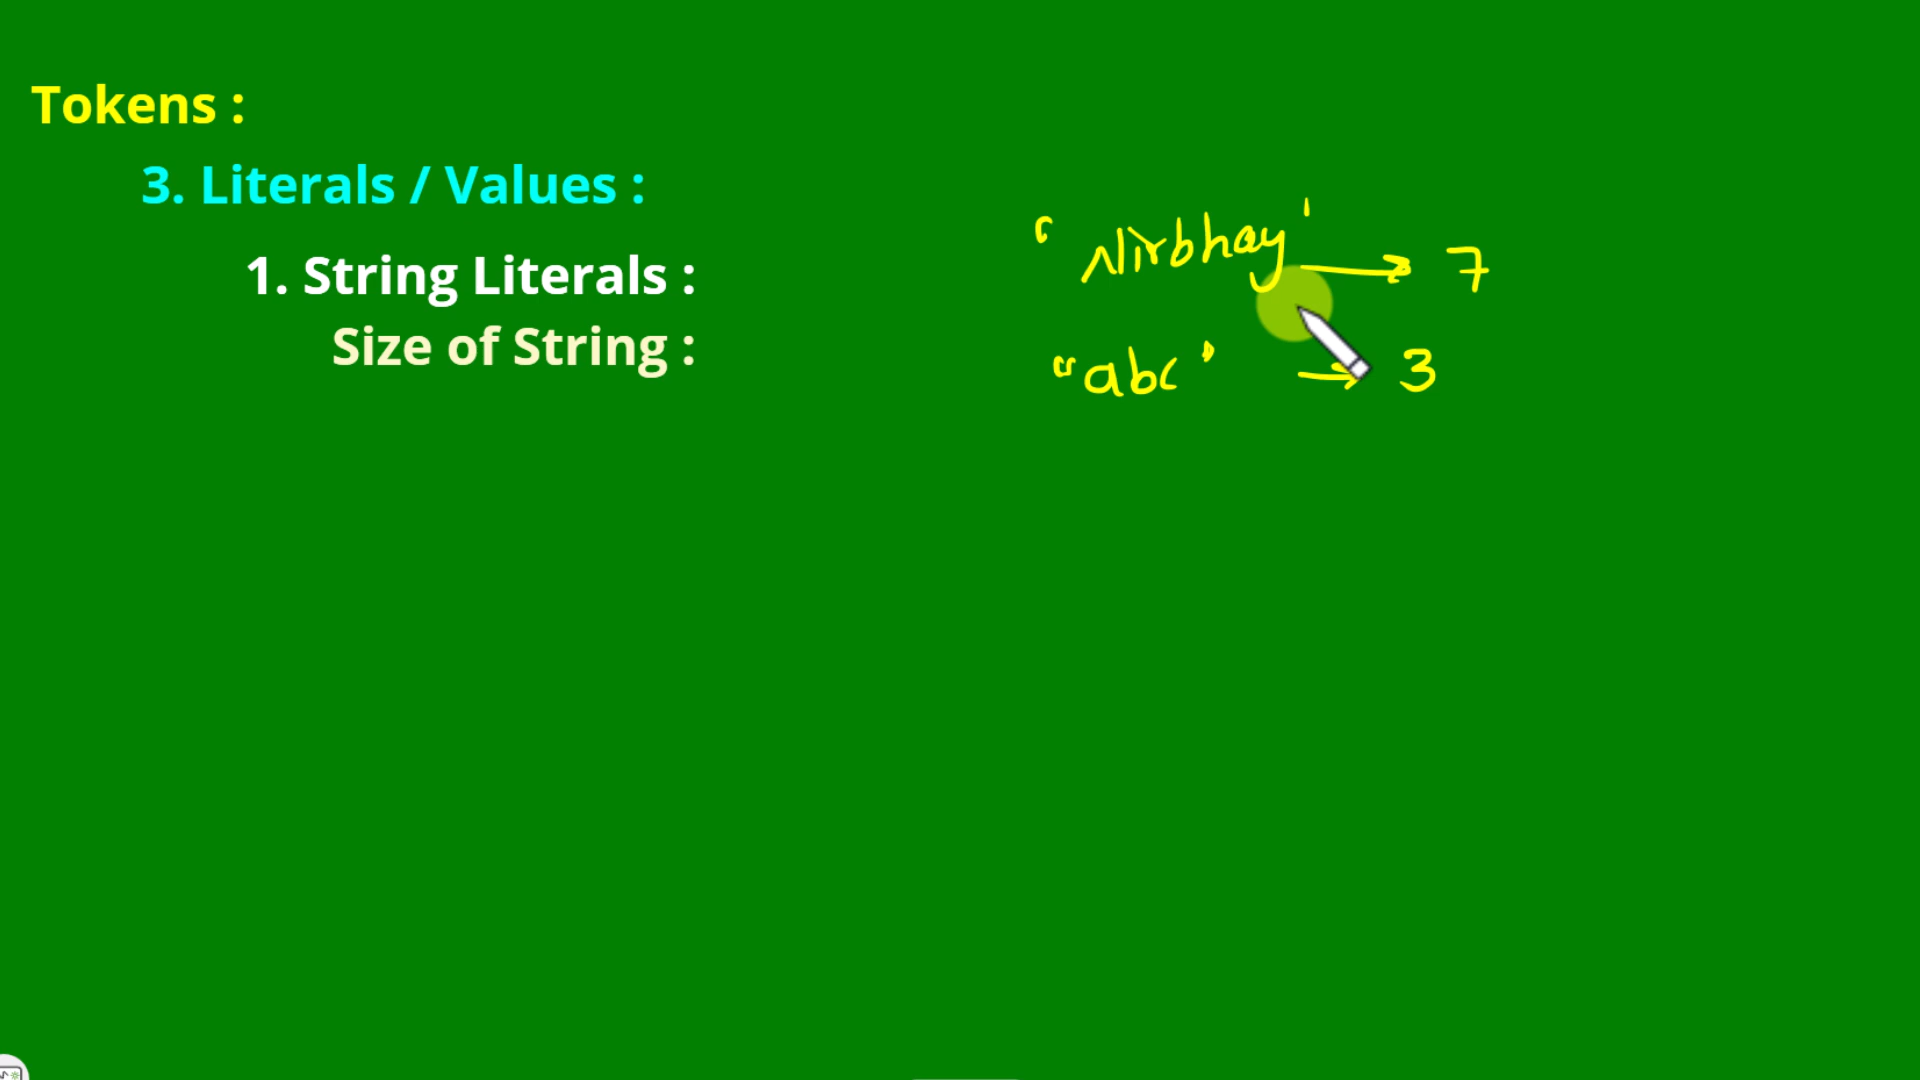 Tokens :
3. Literals / Values :
1. String Literals :
Size of String :
' Nirbhay ' → 7
" abc ' → 3